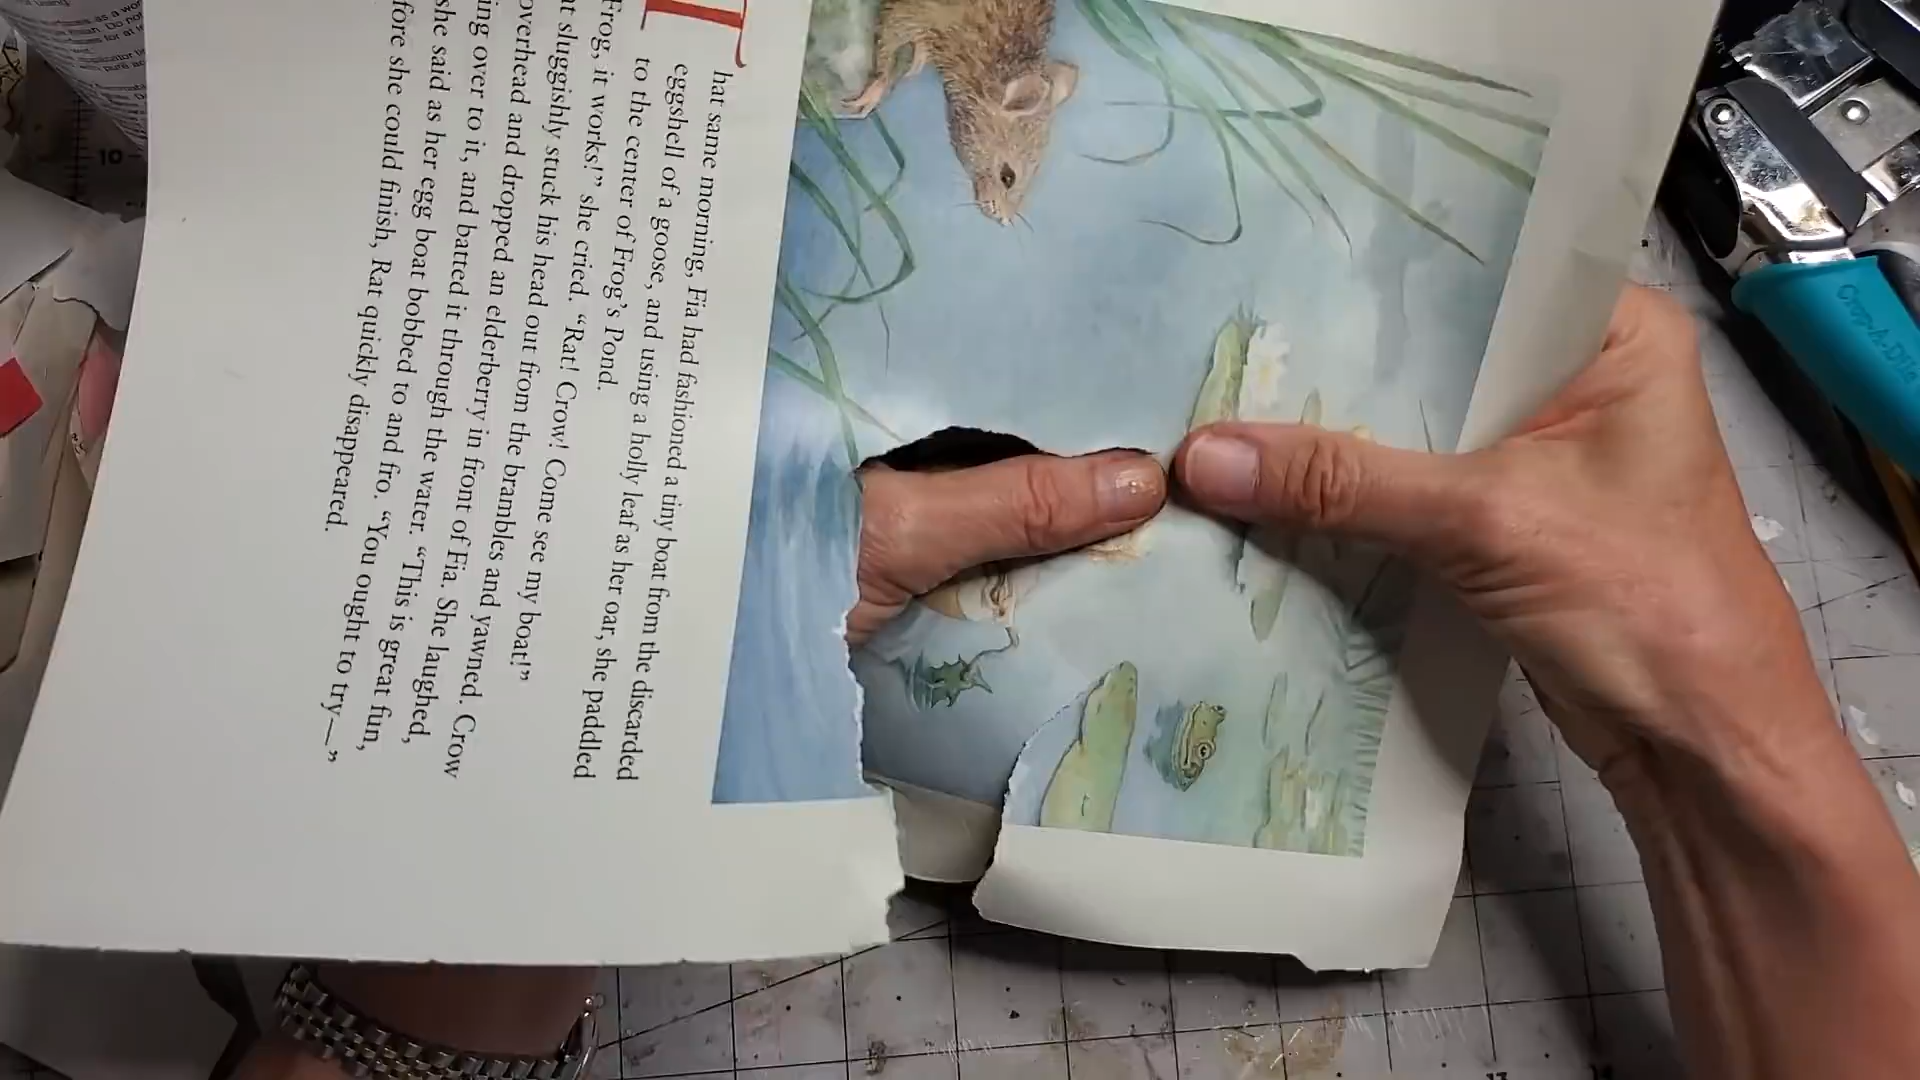 That same morning, Fia had fashioned a tiny boat from the discarded
eggshell of a goose, and using a holly leaf as her oar, she paddled
to the center of Frog's Pond.
Frog, it works!" she cried. "Rat! Crow! Come see my boat!"
at sluggishly stuck his head out from the brambles and yawned. Crow
overhead and dropped an elderberry in front of Fia. She laughed,
ing over to it, and batted it through the water. "This is great fun,
she said as her egg boat bobbed to and fro. "You ought to try—"
fore she could finish, Rat quickly disappeared.
Crop-A-Dile
10